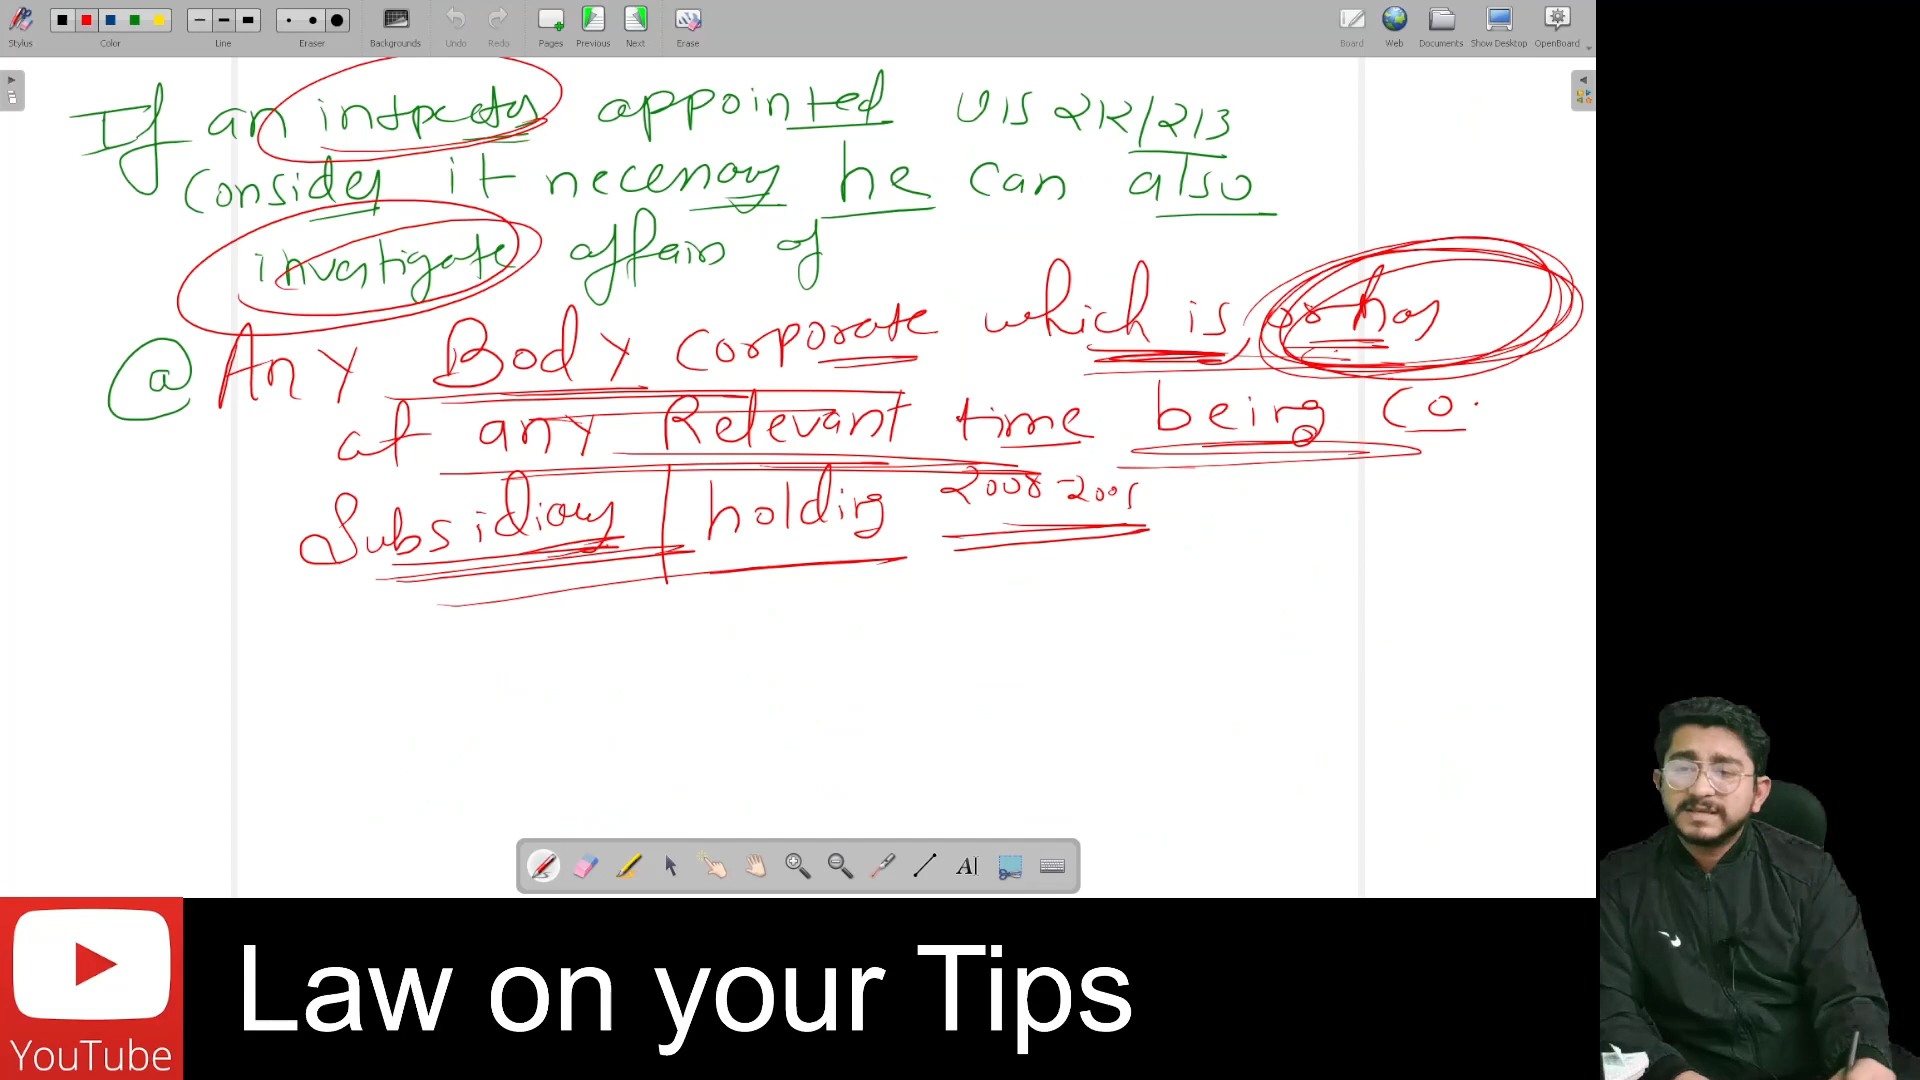 Stylus
Color
Line
Eraser
Backgrounds
Undo
Redo
Pages
Previous
Next
Erase
Board
Web
Documents
Show Desktop
OpenBoard
If an inspector appointed U/S 212/213
consider it necessary he can also
investigate affairs of
(a) Any Body corporate which is, or has
at any Relevant time being Co.
Subsidiary | holding 2008-2009
YouTube
Law on your Tips